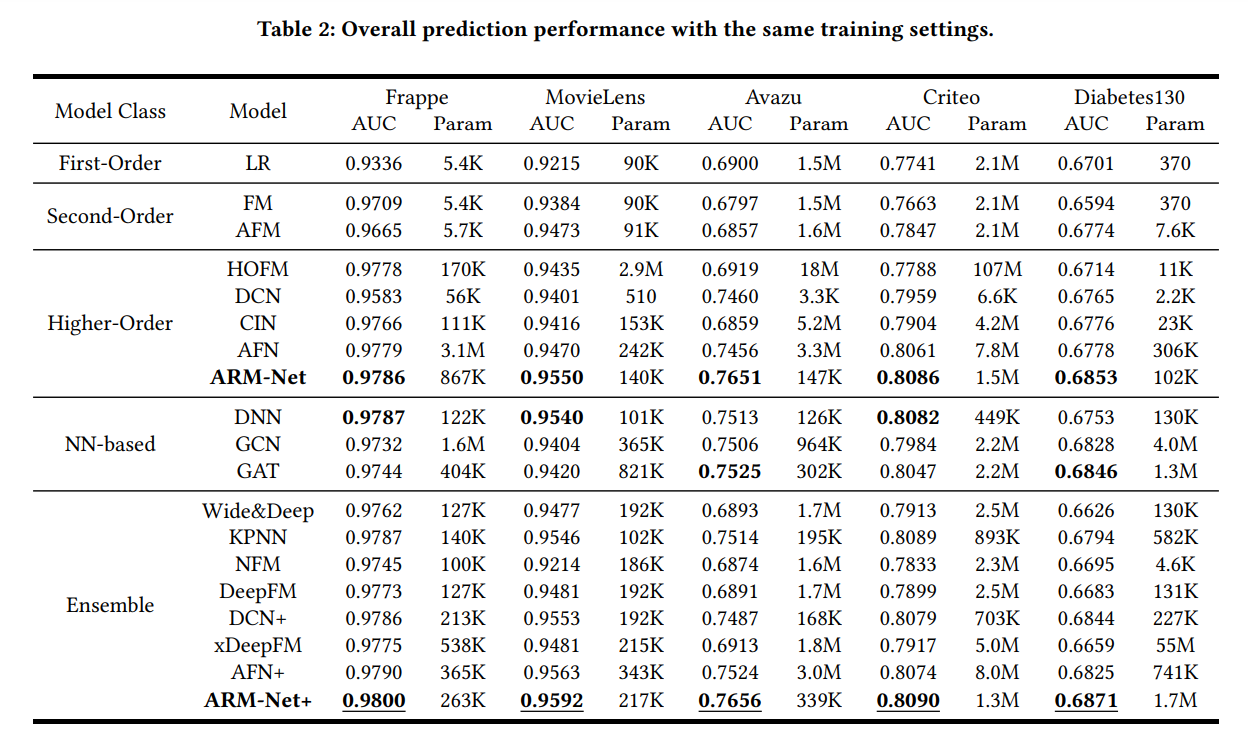 Table 2: Overall prediction performance with the same training settings.
Model Class Model Frappe MovieLens Avazu Criteo Diabetes130
AUC Param AUC Param AUC Param AUC Param AUC Param
First-Order LR 0.9336 5.4K 0.9215 90K 0.6900 1.5M 0.7741 2.1M 0.6701 370
Second-Order FM 0.9709 5.4K 0.9384 90K 0.6797 1.5M 0.7663 2.1M 0.6594 370
AFM 0.9665 5.7K 0.9473 91K 0.6857 1.6M 0.7847 2.1M 0.6774 7.6K
Higher-Order HOFM 0.9778 170K 0.9435 2.9M 0.6919 18M 0.7788 107M 0.6714 11K
DCN 0.9583 56K 0.9401 510 0.7460 3.3K 0.7959 6.6K 0.6765 2.2K
CIN 0.9766 111K 0.9416 153K 0.6859 5.2M 0.7904 4.2M 0.6776 23K
AFN 0.9779 3.1M 0.9470 242K 0.7456 3.3M 0.8061 7.8M 0.6778 306K
ARM-Net 0.9786 867K 0.9550 140K 0.7651 147K 0.8086 1.5M 0.6853 102K
NN-based DNN 0.9787 122K 0.9540 101K 0.7513 126K 0.8082 449K 0.6753 130K
GCN 0.9732 1.6M 0.9404 365K 0.7506 964K 0.7984 2.2M 0.6828 4.0M
GAT 0.9744 404K 0.9420 821K 0.7525 302K 0.8047 2.2M 0.6846 1.3M
Ensemble Wide&Deep 0.9762 127K 0.9477 192K 0.6893 1.7M 0.7913 2.5M 0.6626 130K
KPNN 0.9787 140K 0.9546 102K 0.7514 195K 0.8089 893K 0.6794 582K
NFM 0.9745 100K 0.9214 186K 0.6874 1.6M 0.7833 2.3M 0.6695 4.6K
DeepFM 0.9773 127K 0.9481 192K 0.6891 1.7M 0.7899 2.5M 0.6683 131K
DCN+ 0.9786 213K 0.9553 192K 0.7487 168K 0.8079 703K 0.6844 227K
xDeepFM 0.9775 538K 0.9481 215K 0.6913 1.8M 0.7917 5.0M 0.6659 55M
AFN+ 0.9790 365K 0.9563 343K 0.7524 3.0M 0.8074 8.0M 0.6825 741K
ARM-Net+ 0.9800 263K 0.9592 217K 0.7656 339K 0.8090 1.3M 0.6871 1.7M